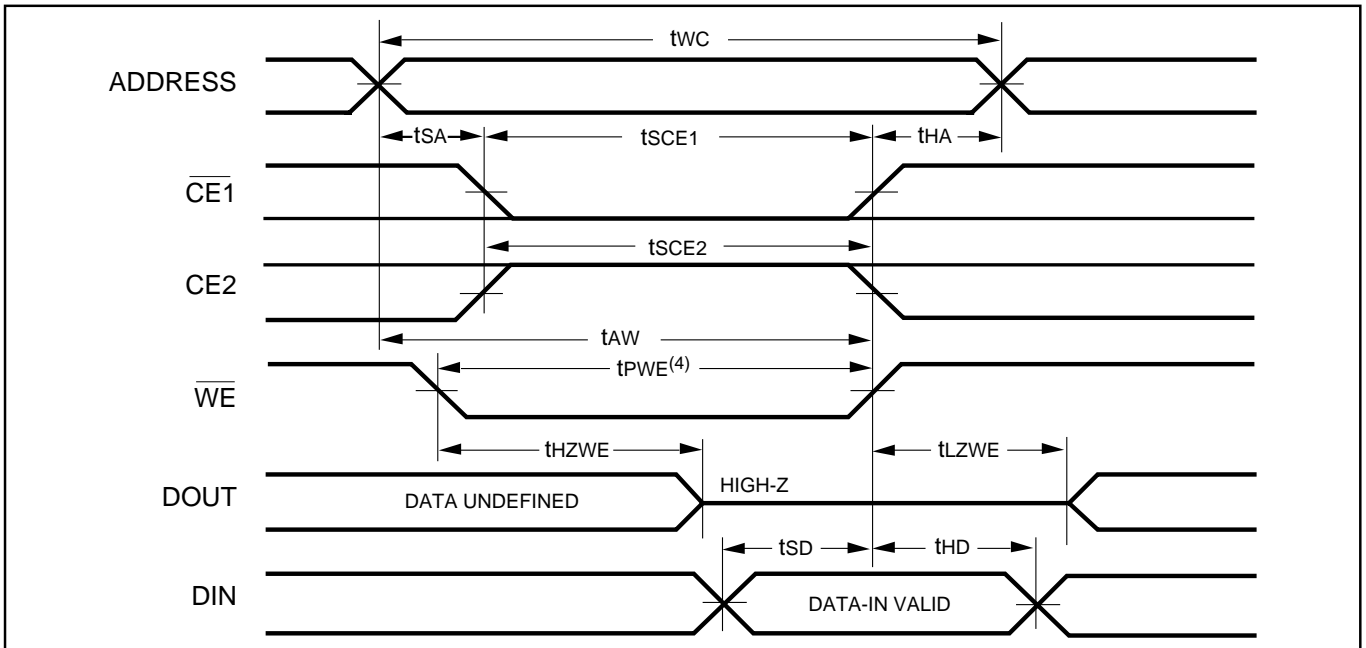 tWC
ADDRESS
tSA
tSCE1
tHA
CE1
tSCE2
CE2
tAW
tPWE(4)
WE
tHZWE
tLZWE
DOUT
DATA UNDEFINED
HIGH-Z
tSD
tHD
DIN
DATA-IN VALID